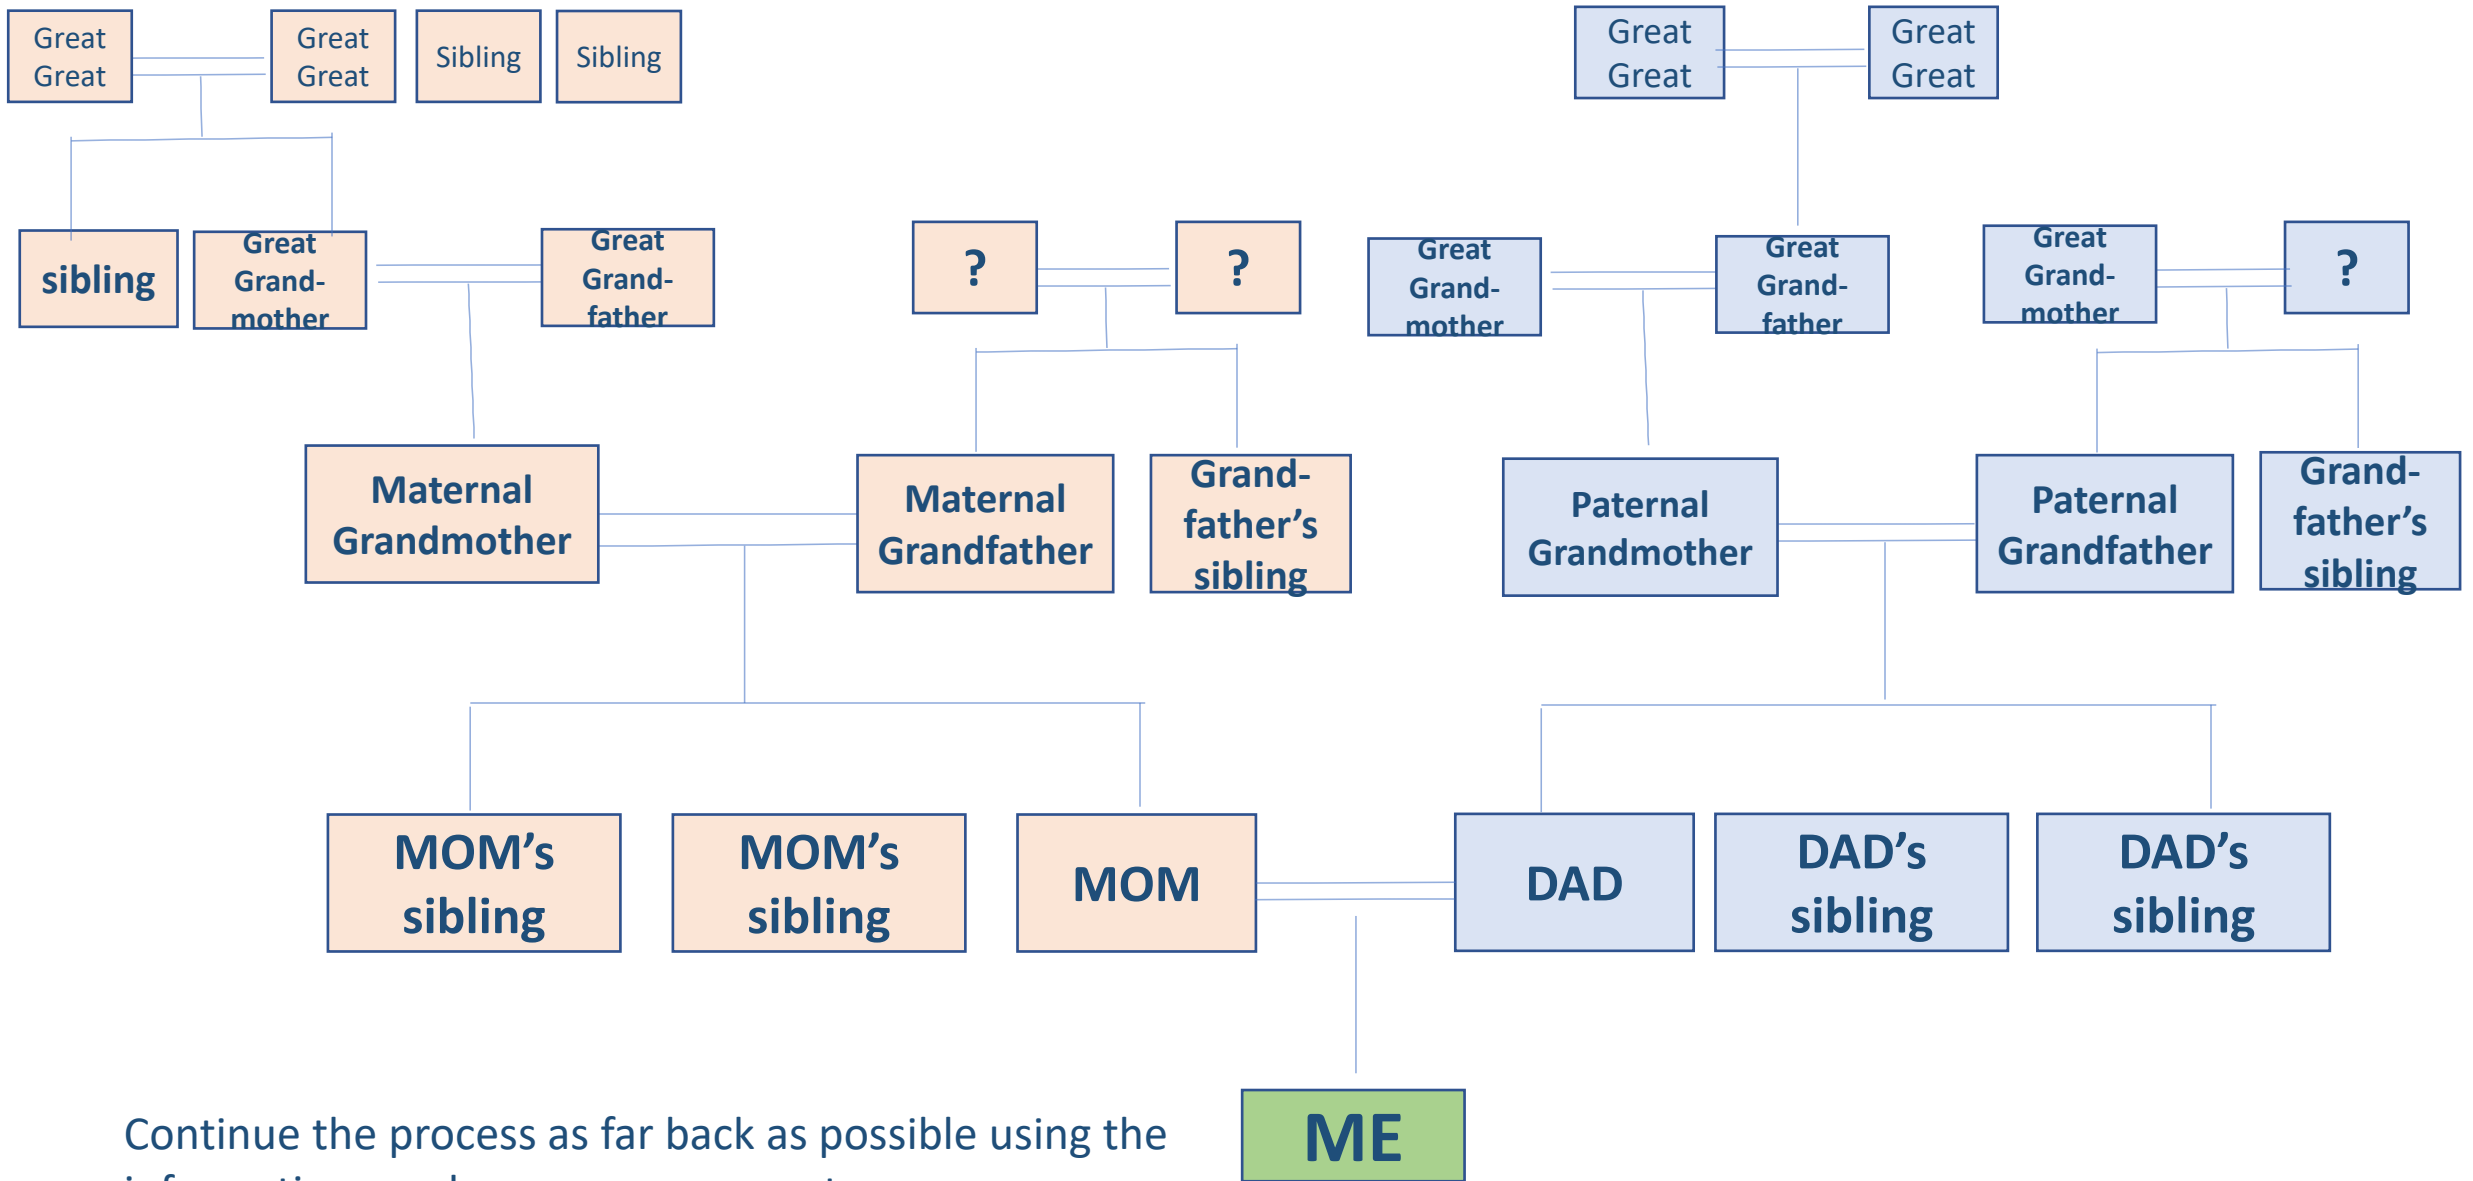 Great
Great
Great
Great
Sibling
Sibling
Great
Great
Great
Great
sibling
Great
Grand-
mother
Great
Grand-
father
?
?
Great
Grand-
mother
Great
Grand-
father
Great
Grand-
mother
?
Maternal
Grandmother
Maternal
Grandfather
Grand-
father’s
sibling
Paternal
Grandmother
Paternal
Grandfather
Grand-
father’s
sibling
MOM’s
sibling
MOM’s
sibling
MOM
DAD
DAD’s
sibling
DAD’s
sibling
ME
Continue the process as far back as possible using the